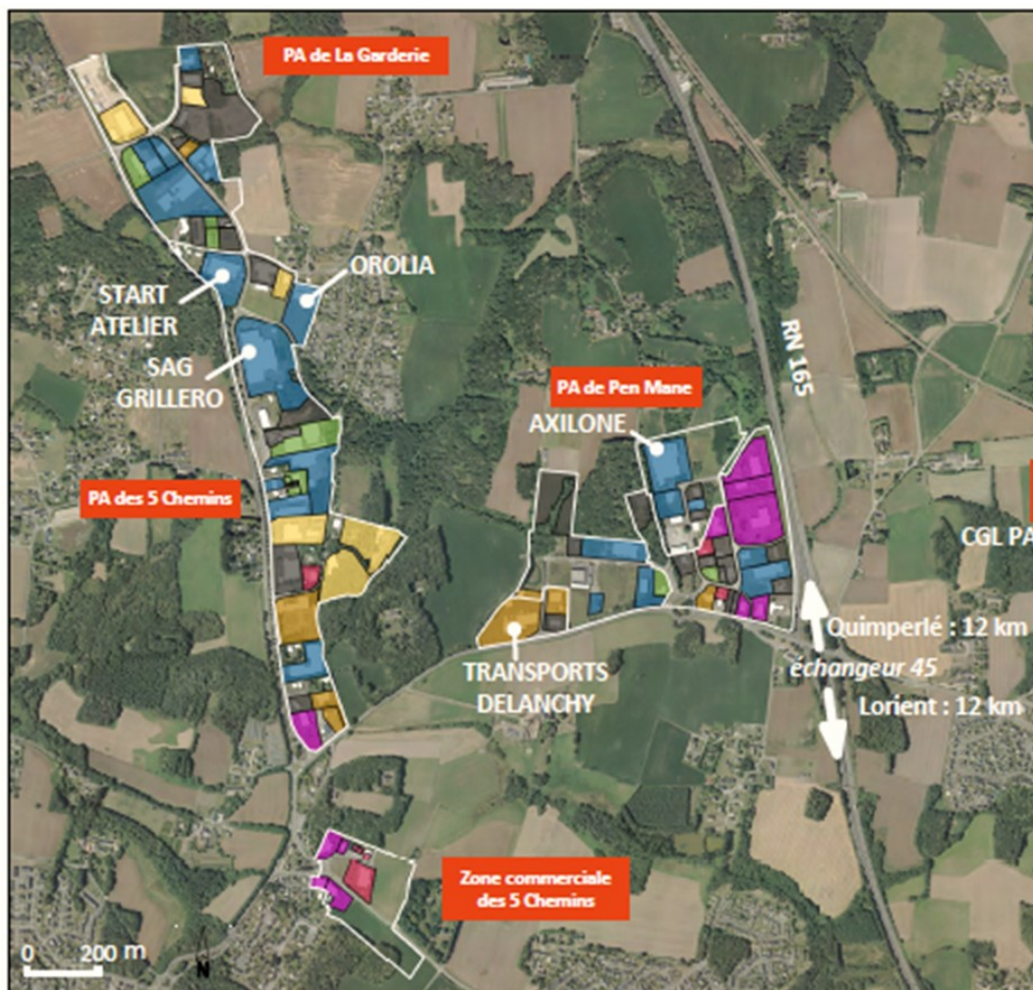 PA de La Garderie
OROLIA
START
ATELIER
SAG
GRILLERO
RN 165
PA de Pen Mane
AXILONE
PA des 5 Chemins
CGL PA
Quimperlé : 12 km
échangeur 45
Lorient : 12 km
TRANSPORTS
DELANCHY
Zone commerciale
des 5 Chemins
0 200 m
N